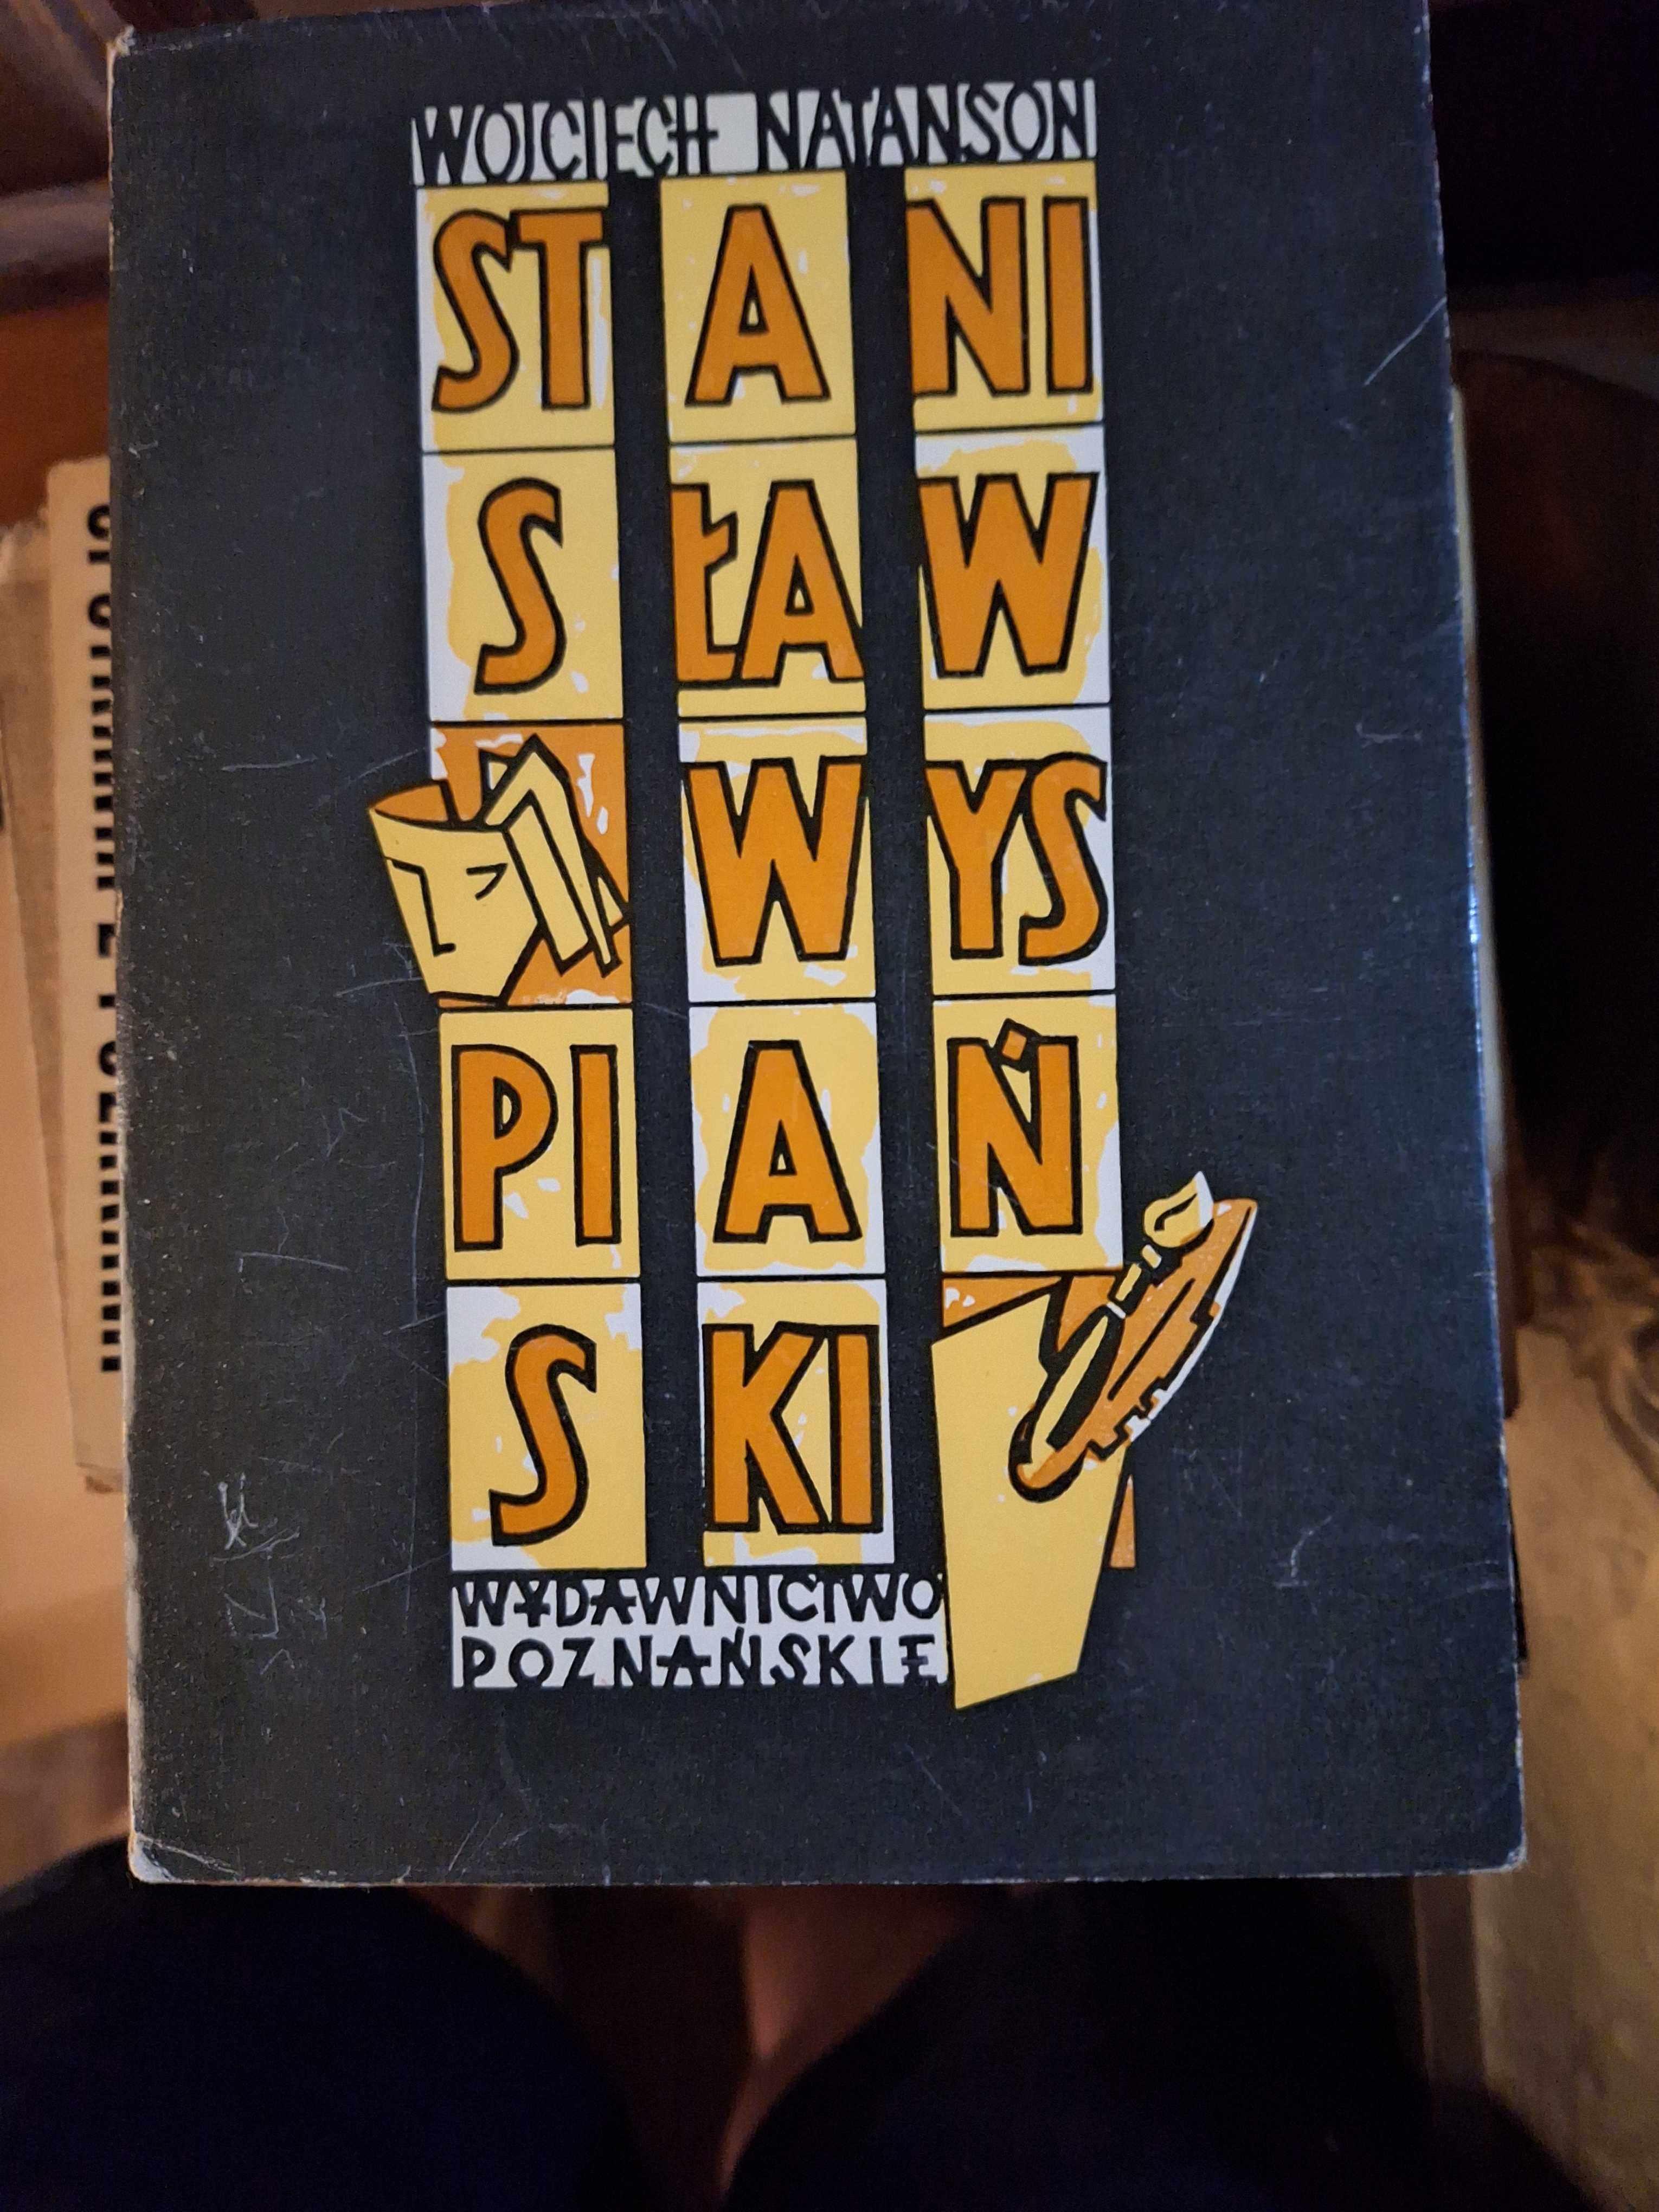 WOJCIECH NATANSON
STANI
SŁAW
WYS
PIAŃ
SKI
WYDAWNICTWO
POZNAŃSKIE